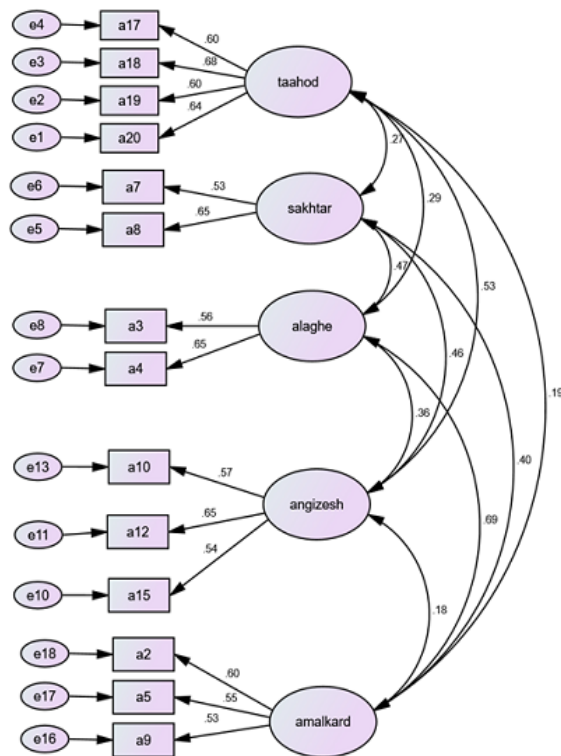 e4 a17 .60
e3 a18 .68 taahod
e2 a19 .60
e1 a20 .64
.27
e6 a7 .53
.29
sakhtar
e5 a8 .65
.47
.53
e8 a3 .56 alaghe
e7 a4 .65
.46
.19
.36
.40
e13 a10 .57
angizesh
e11 a12 .65
.69
e10 a15 .54
.18
e18 a2 .60
e17 a5 .55
amalkard
e16 a9 .53